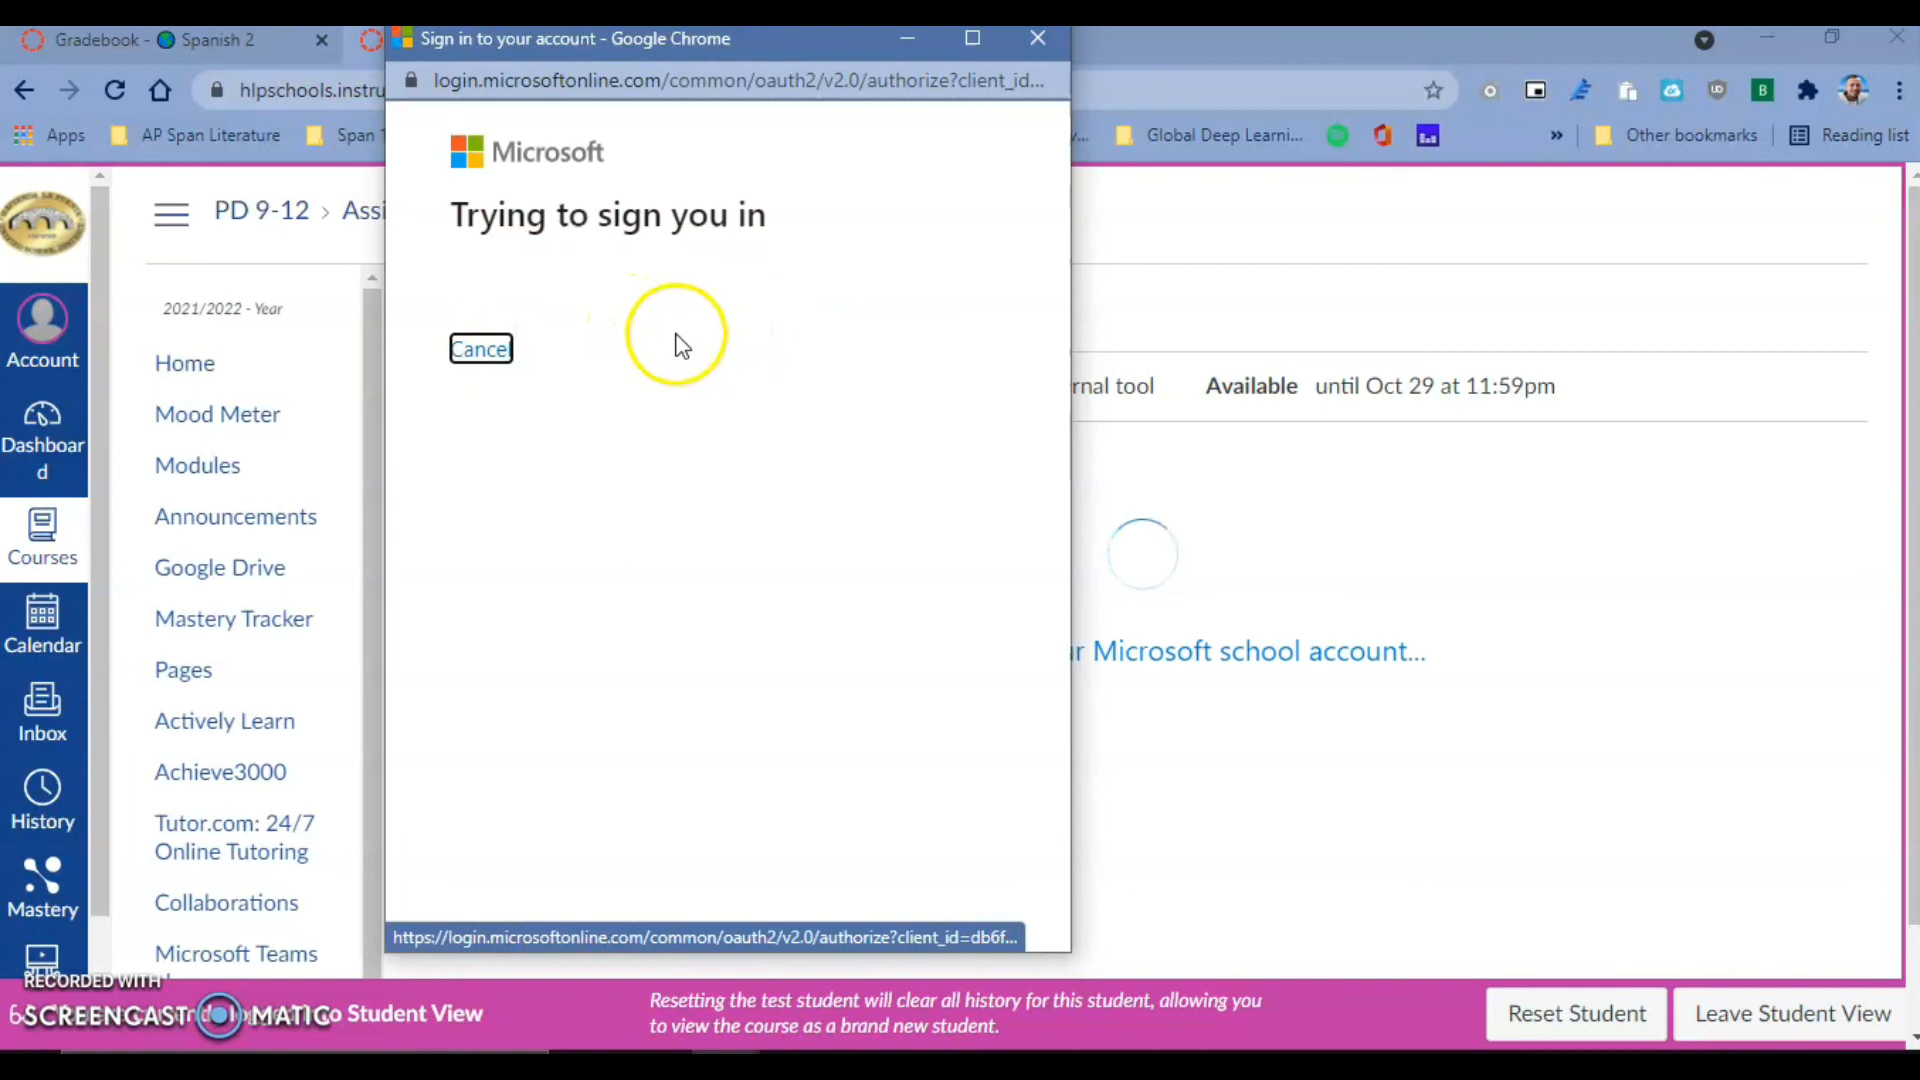 Gradebook - Spanish 2
Sign in to your account - Google Chrome
hlpschools.instru
login.microsoftonline.com/common/oauth2/v2.0/authorize?client_id...
Apps
AP Span Literature
Span
Global Deep Learni...
Other bookmarks
Reading list
Microsoft
Trying to sign you in
Cancel
PD 9-12 > Assi
2021/2022 - Year
Home
Mood Meter
Modules
Announcements
Google Drive
Mastery Tracker
Pages
Actively Learn
Achieve3000
Tutor.com: 24/7
Online Tutoring
Collaborations
Microsoft Teams
Account
Dashboar
d
Courses
Calendar
Inbox
History
Mastery
rnal tool
Available until Oct 29 at 11:59pm
r Microsoft school account...
https://login.microsoftonline.com/common/oauth2/v2.0/authorize?client_id=db6f...
RECORDED WITH
SCREENCAST MATIC
o Student View
Resetting the test student will clear all history for this student, allowing you
to view the course as a brand new student.
Reset Student
Leave Student View